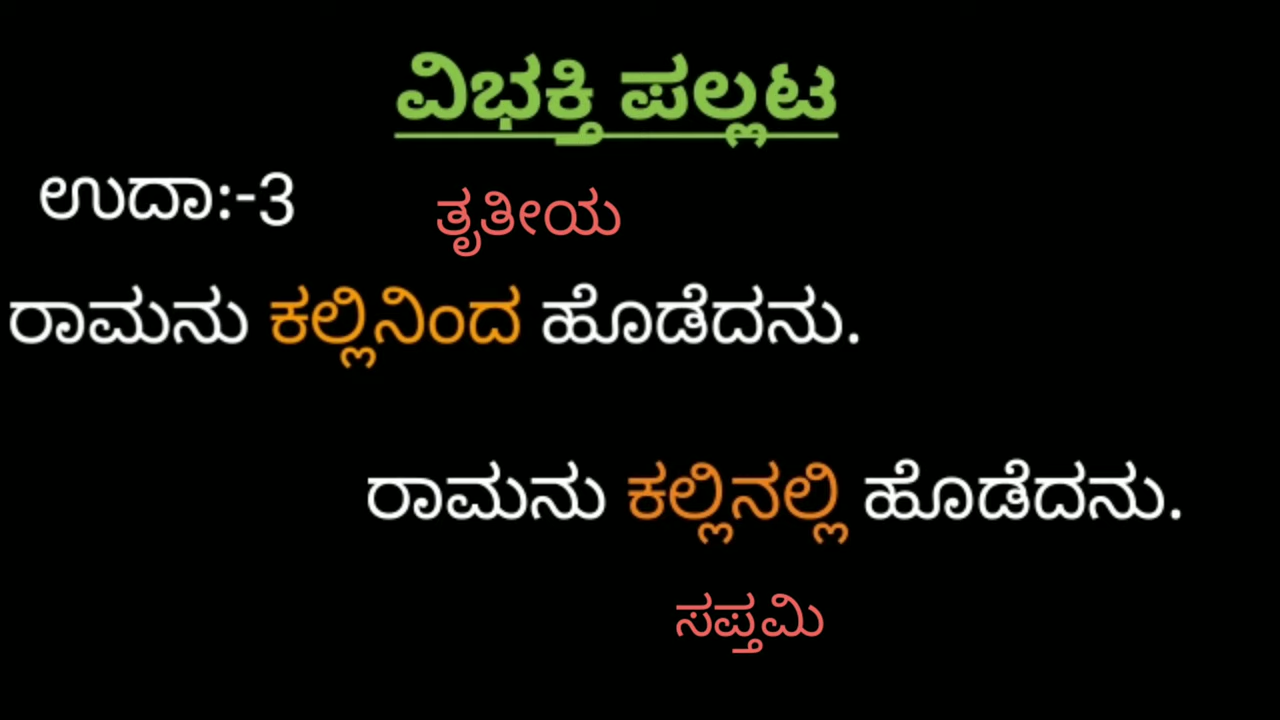 ವಿಭಕ್ತಿ ಪಲ್ಲಟ
ಉದಾ:-3
ತೃತೀಯ
ರಾಮನು ಕಲ್ಲಿನಿಂದ ಹೊಡೆದನು.
ರಾಮನು ಕಲ್ಲಿನಲ್ಲಿ ಹೊಡೆದನು.
ಸಪ್ತಮಿ